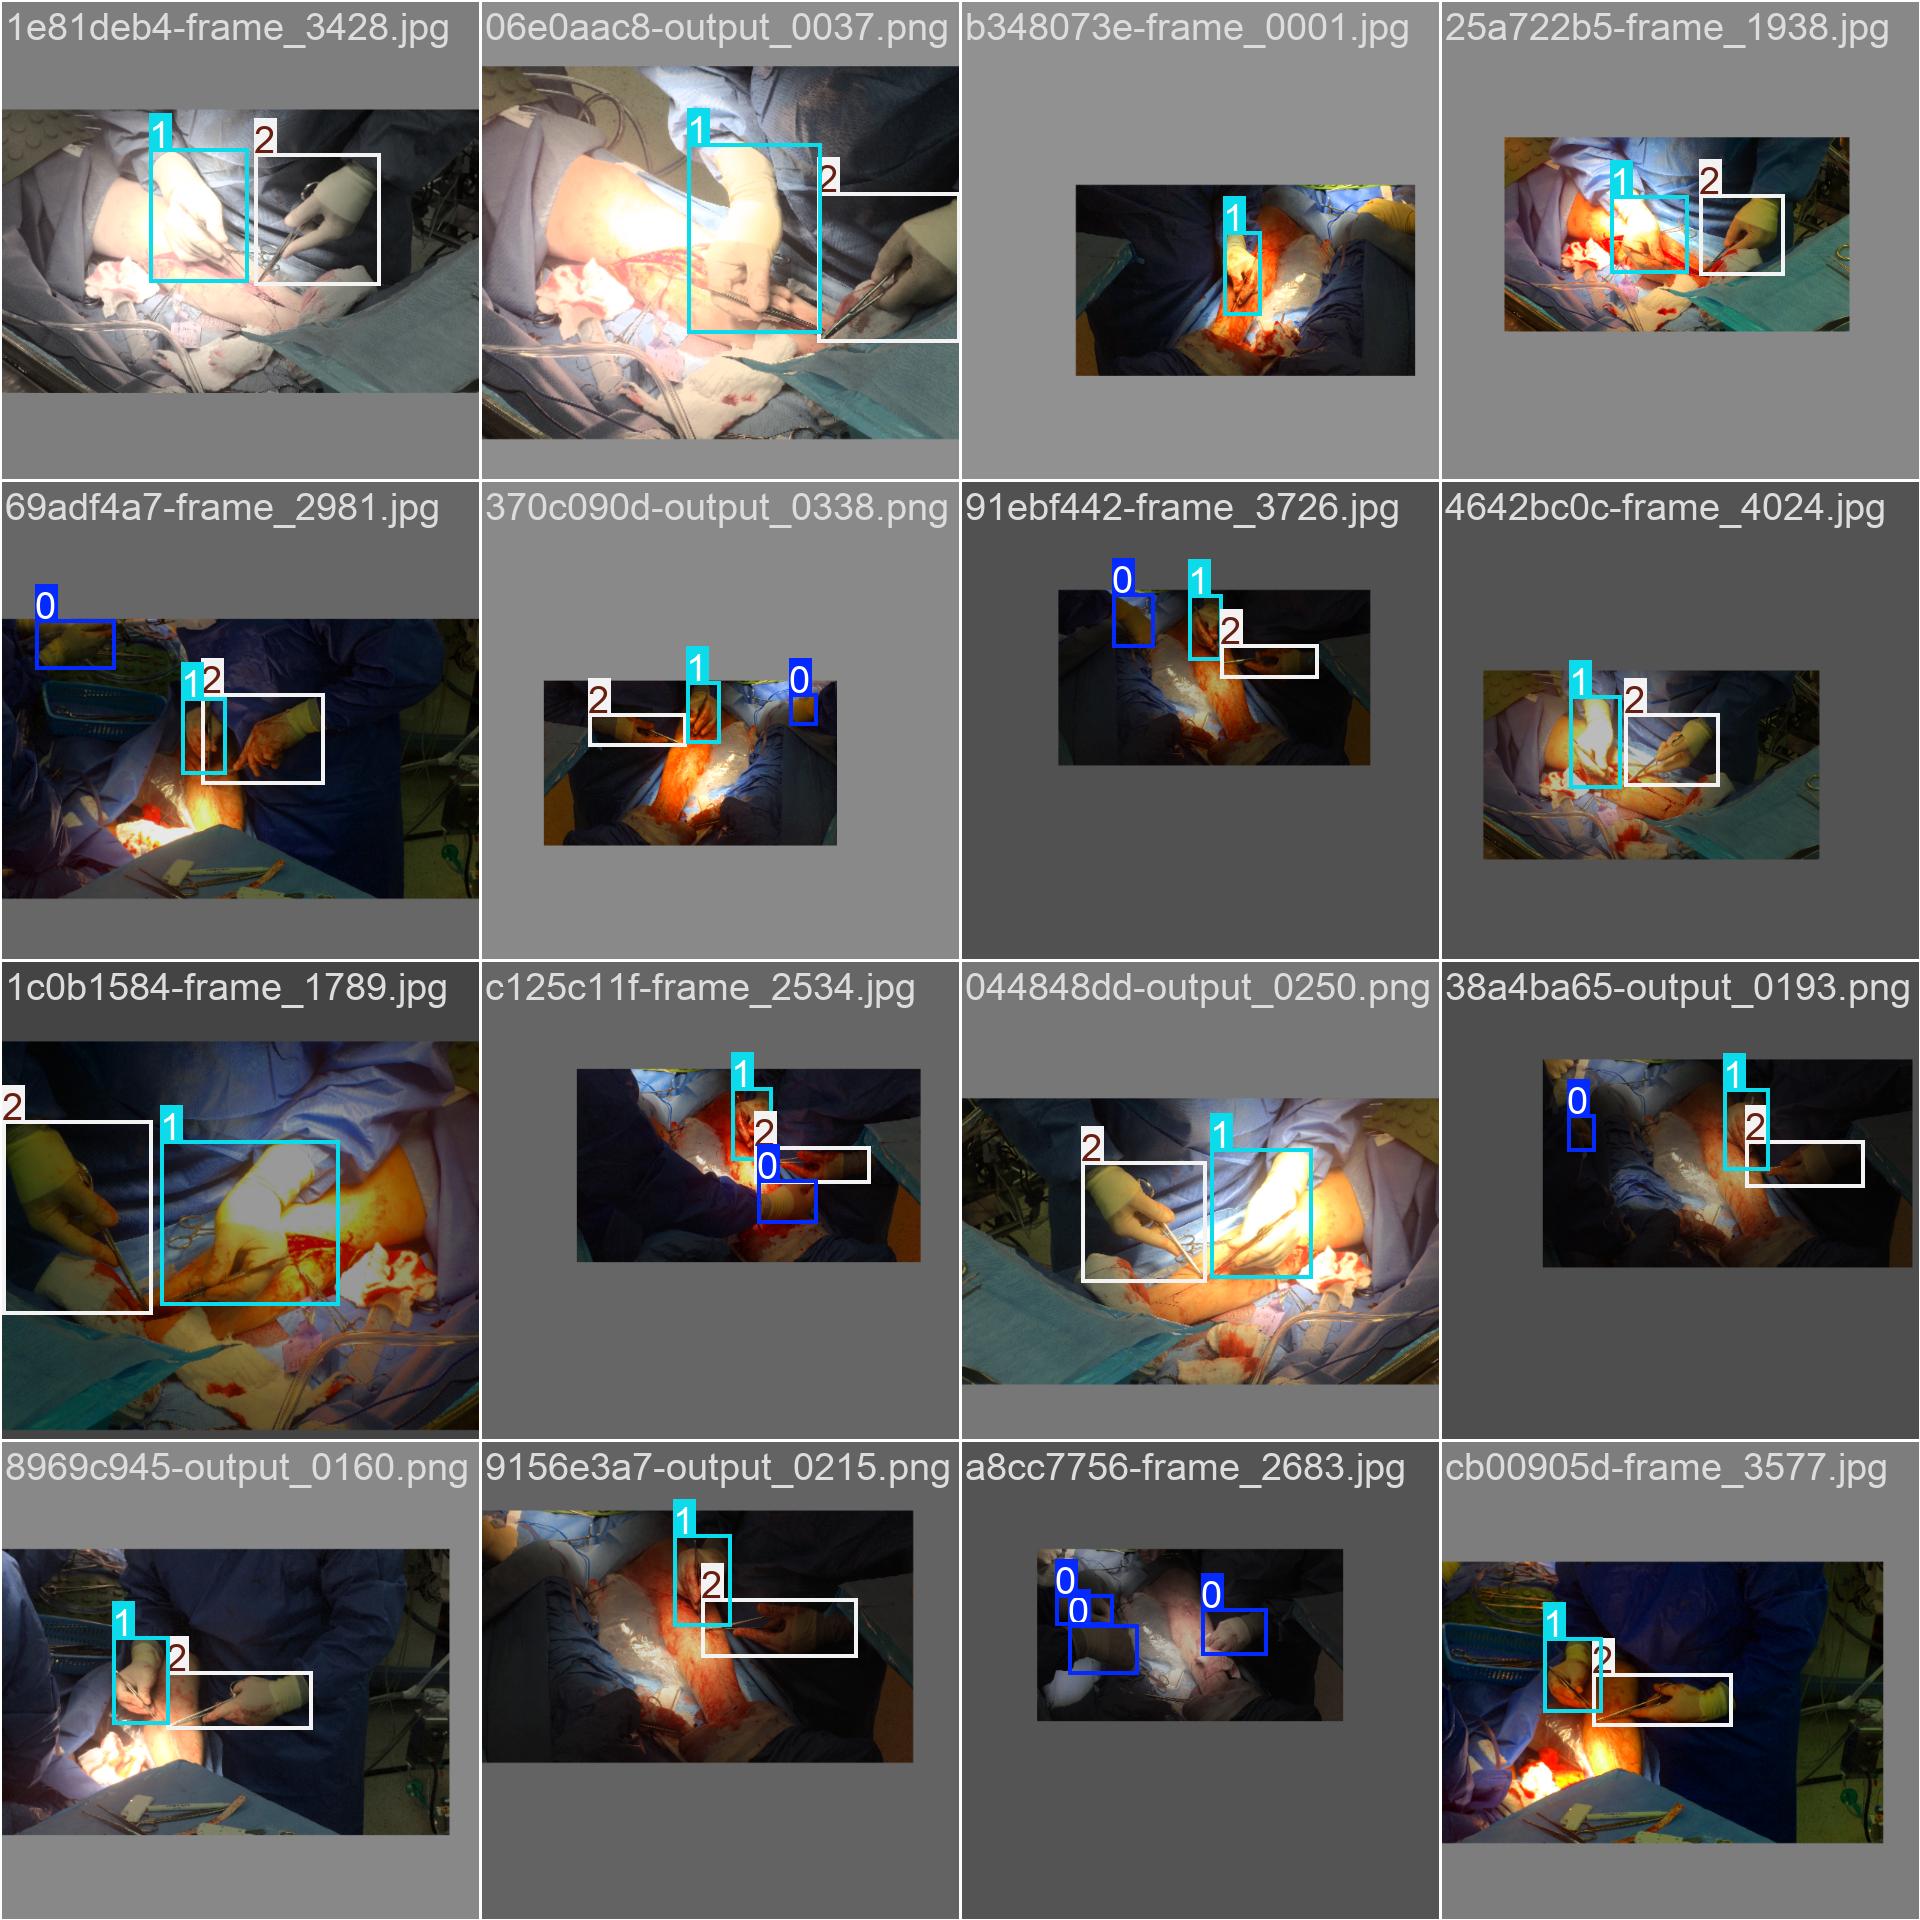 1e81deb4-frame_3428.jpg
1
2
06e0aac8-output_0037.png
1
2
b348073e-frame_0001.jpg
1
25a722b5-frame_1938.jpg
1
2
69adf4a7-frame_2981.jpg
0
1
2
370c090d-output_0338.png
2
1
0
91ebf442-frame_3726.jpg
0
1
2
4642bc0c-frame_4024.jpg
1
2
1c0b1584-frame_1789.jpg
2
1
c125c11f-frame_2534.jpg
1
2
0
044848dd-output_0250.png
2
1
38a4ba65-output_0193.png
0
1
2
8969c945-output_0160.png
1
2
9156e3a7-output_0215.png
1
2
a8cc7756-frame_2683.jpg
0
0
0
cb00905d-frame_3577.jpg
1
2